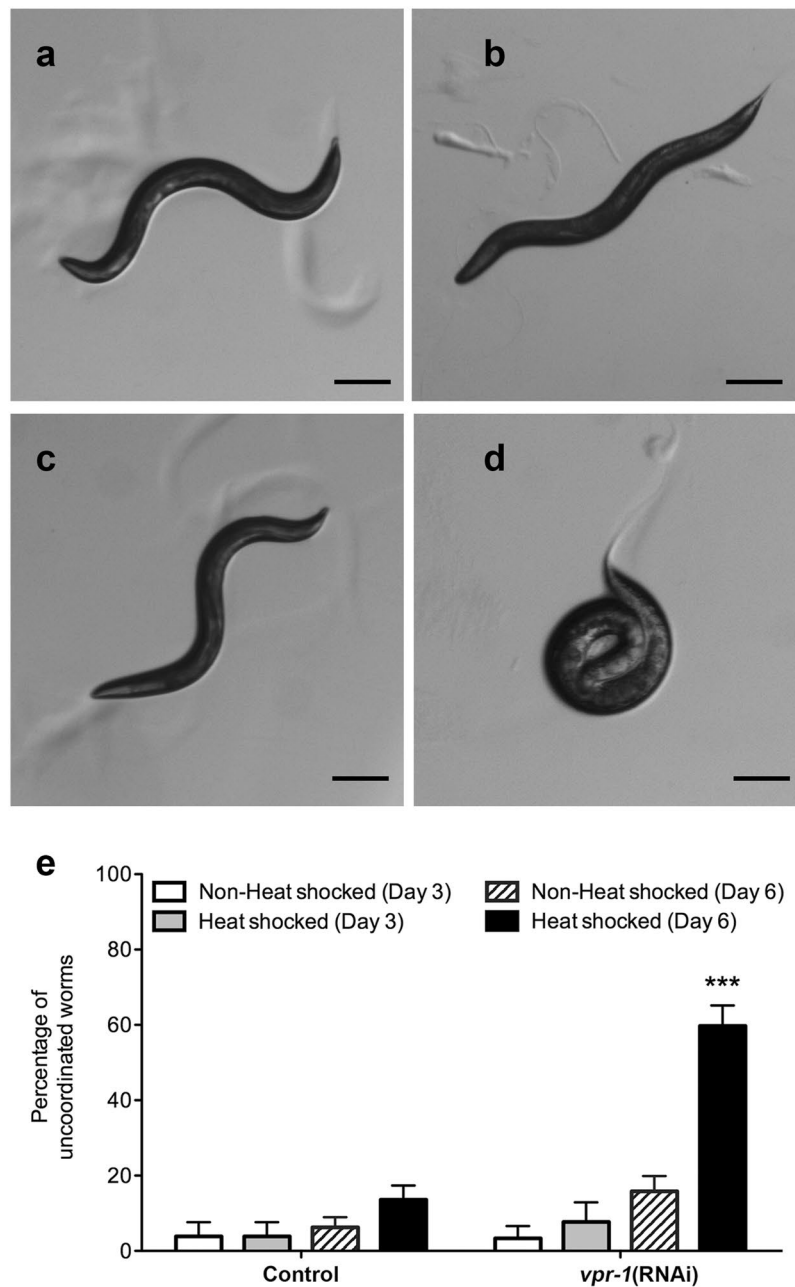 a
b
c
d
e
100
80
60
40
20
0
Percentage of
uncoordinated worms
Non-Heat shocked (Day 3)
Heat shocked (Day 3)
Non-Heat shocked (Day 6)
Heat shocked (Day 6)
***
Control
vpr-1(RNAi)